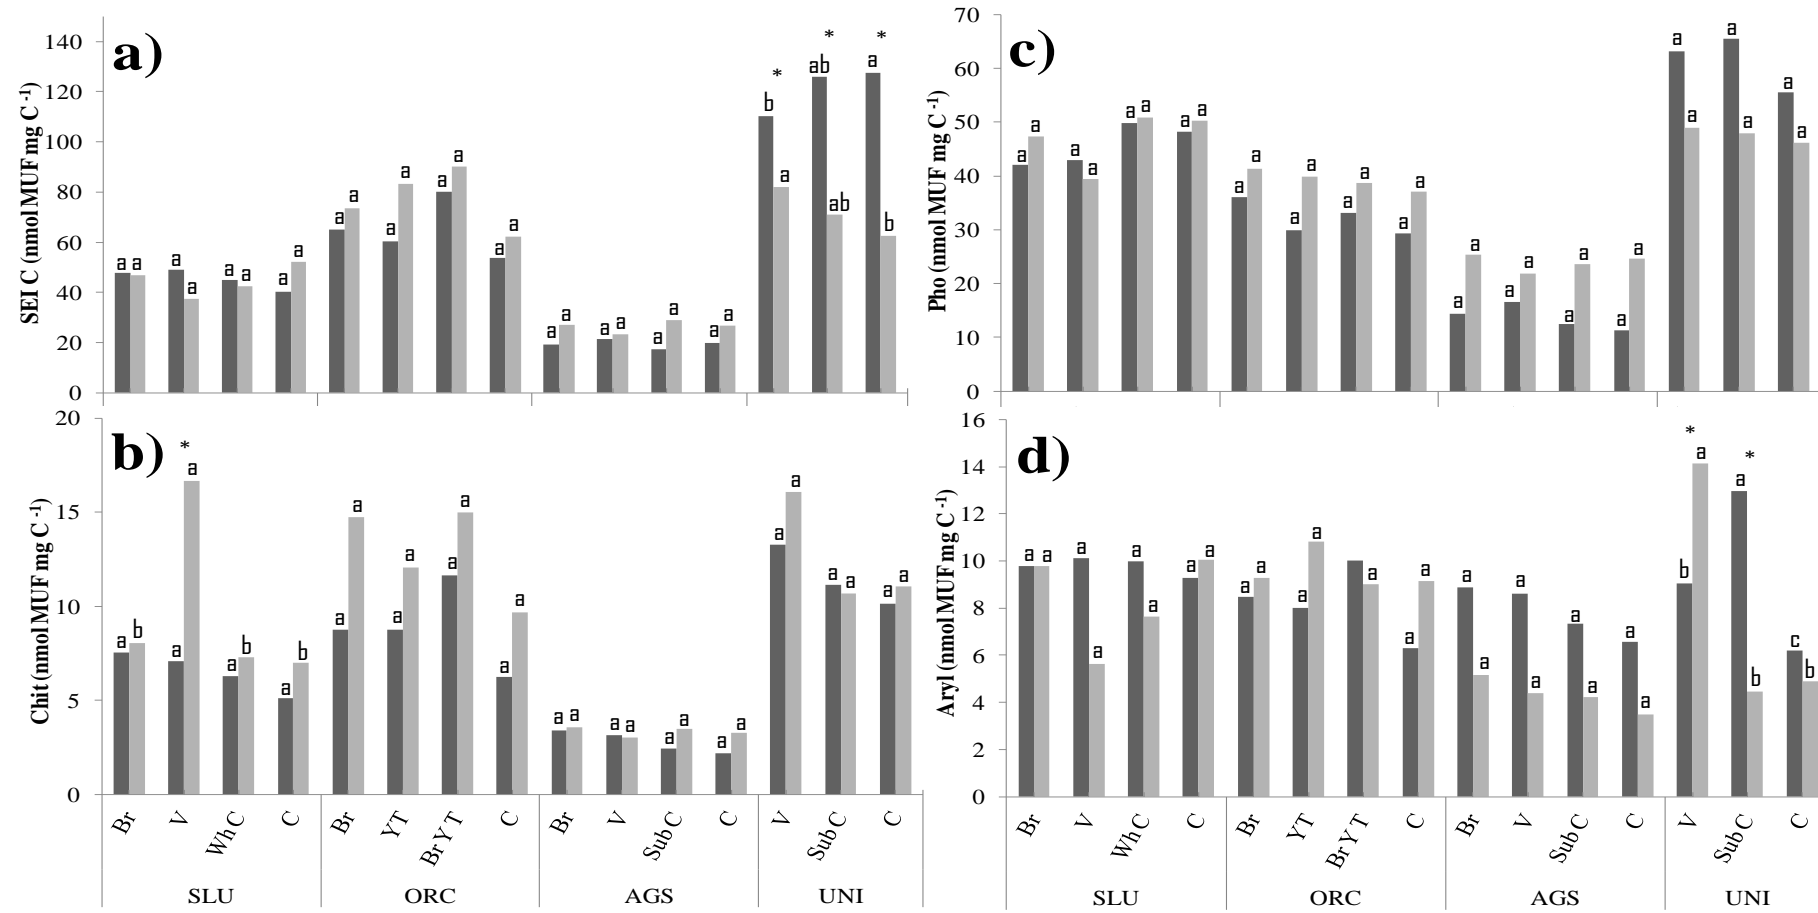 a)
SEI C (nmol MUF mg C -1)
140
120
100
80
60
40
20
0
a a a a a a a a
a a a a a a a a
a a a a a a a a
b * a ab * ab a * b
c)
Pho (nmol MUF mg C -1)
70
60
50
40
30
20
10
0
a a a a a a a a
a a a a a a a a
a a a a a a a a
a a a a a a
b)
Chit (nmol MUF mg C -1)
20
15
10
5
0
a b a * a a b a b
a a a a a a a a
a a a a a a a a
a a a a a a
Br V Wh C C Br YT Br Y T C Br V Sub C C V Sub C C
SLU ORC AGS UNI
d)
Aryl (nmol MUF mg C -1)
16
14
12
10
8
6
4
2
0
a a a a a a a a
a a a a a a a
a a a a a a a a
b * a a * b c b
Br V Wh C C Br YT Br Y T C Br V Sub C C V Sub C C
SLU ORC AGS UNI